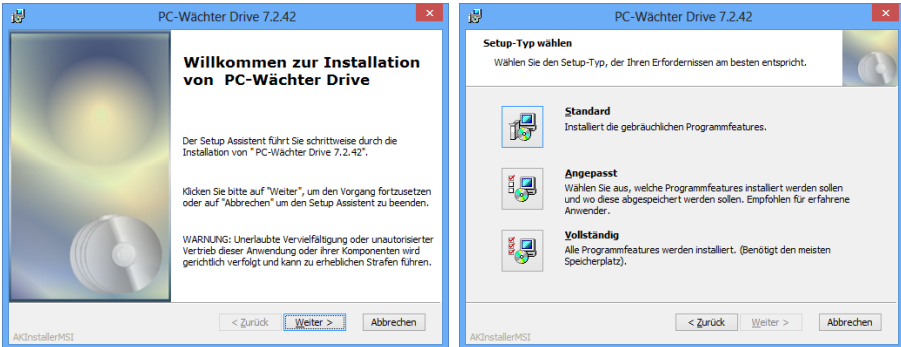 PC-Wächter Drive 7.2.42
Willkommen zur Installation
von PC-Wächter Drive
Der Setup Assistent führt Sie schrittweise durch die
Installation von " PC-Wächter Drive 7.2.42".
Klicken Sie bitte auf "Weiter", um den Vorgang fortzusetzen
oder auf "Abbrechen" um den Setup Assistent zu beenden.
WARNUNG: Unerlaubte Vervielfältigung oder unautorisierter
Vertrieb dieser Anwendung oder ihrer Komponenten wird
gerichtlich verfolgt und kann zu erheblichen Strafen führen.
< Zurück Weiter > Abbrechen
AKInstallerMSI
PC-Wächter Drive 7.2.42
Setup-Typ wählen
Wählen Sie den Setup-Typ, der Ihren Erfordernissen am besten entspricht.
Standard
Installiert die gebräuchlichen Programmfeatures.
Angepasst
Wählen Sie aus, welche Programmfeatures installiert werden sollen
und wo diese abgespeichert werden sollen. Empfohlen für erfahrene
Anwender.
Vollständig
Alle Programmfeatures werden installiert. (Benötigt den meisten
Speicherplatz).
< Zurück Weiter > Abbrechen
AKInstallerMSI